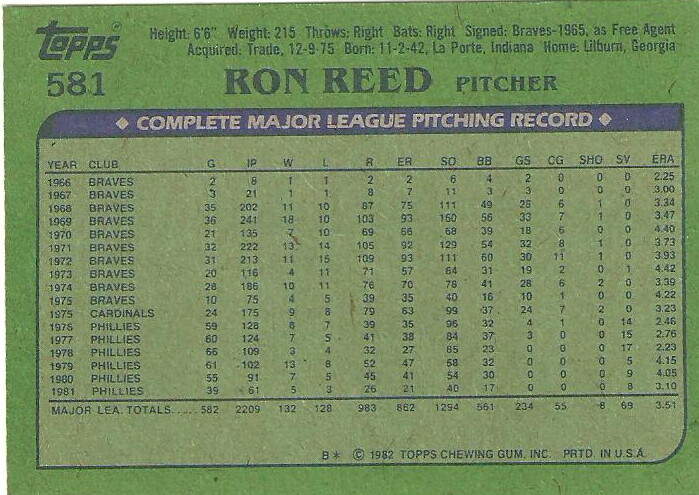 topps Height: 6'6" Weight: 215 Throws: Right Bats: Right Signed: Braves-1965, as Free Agent
Acquired: Trade, 12-9-75 Born: 11-2-42, La Porte, Indiana Home: Lilburn, Georgia
581 RON REED PITCHER
COMPLETE MAJOR LEAGUE PITCHING RECORD
YEAR CLUB G IP W L R ER SO BB GS CG SHO SV ERA
1966 BRAVES 2 8 1 1 2 2 6 4 2 0 0 0 2.25
1967 BRAVES 3 21 1 1 8 7 11 3 3 0 0 0 3.00
1968 BRAVES 35 202 11 10 87 75 111 49 28 6 1 0 3.34
1969 BRAVES 36 241 18 10 103 93 160 56 33 7 1 0 3.47
1970 BRAVES 21 135 7 10 69 66 68 39 18 6 0 0 4.40
1971 BRAVES 32 222 13 14 105 92 129 54 32 8 1 0 3.73
1972 BRAVES 31 213 11 15 109 93 111 60 30 11 1 0 3.93
1973 BRAVES 20 116 4 11 71 57 64 31 19 2 0 1 4.42
1974 BRAVES 28 186 10 11 76 70 78 41 28 6 2 0 3.39
1975 BRAVES 10 75 4 5 39 35 40 16 10 1 0 0 4.22
1975 CARDINALS 24 175 9 8 79 63 99 37 24 7 2 0 3.23
1976 PHILLIES 59 128 8 7 39 35 96 32 4 1 0 14 2.46
1977 PHILLIES 60 124 7 5 41 38 84 37 3 0 0 15 2.76
1978 PHILLIES 66 109 3 4 32 27 85 23 0 0 0 17 2.23
1979 PHILLIES 61 102 13 8 52 47 58 32 0 0 0 5 4.15
1980 PHILLIES 55 91 7 5 45 41 54 30 0 0 0 9 4.05
1981 PHILLIES 39 61 5 3 26 21 40 17 0 0 0 8 3.10
MAJOR LEA. TOTALS..... 582 2209 132 128 983 862 1294 561 234 55 8 69 3.51
B* © 1982 TOPPS CHEWING GUM, INC. PRTD. IN U.S.A.